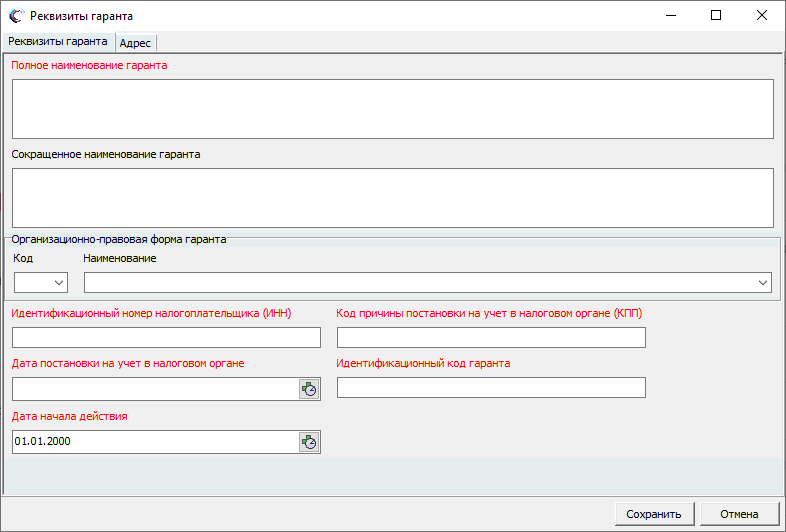 Реквизиты гаранта
Реквизиты гаранта Адрес
Полное наименование гаранта
Сокращенное наименование гаранта
Организационно-правовая форма гаранта
Код Наименование
Идентификационный номер налогоплательщика (ИНН) Код причины постановки на учет в налоговом органе (КПП)
Дата постановки на учет в налоговом органе Идентификационный код гаранта
Дата начала действия
01.01.2000
Сохранить Отмена